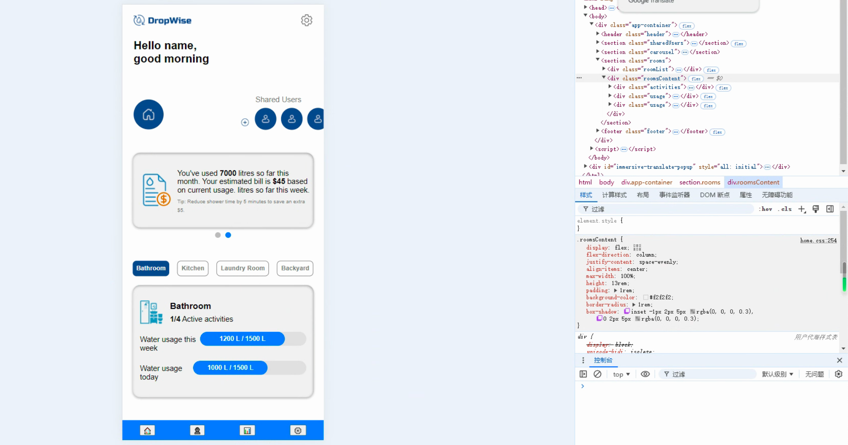 DropWise
Hello name,
good morning
Shared Users
You've used 7000 litres so far this
month. Your estimated bill is $45 based
on current usage. litres so far this week.
Tip: Reduce shower time by 5 minutes to save an extra
$5.
Bathroom Kitchen Laundry Room Backyard
Bathroom
1/4 Active activities
Water usage this
week
1200 L / 1500 L
Water usage
today
1000 L / 1500 L
Google Translate
<head> </head>
<body>
<div class="app-container"> flex
<header class="header"> </header>
<section class="sharedUsers"> </section> flex
<section class="carousel"> </section>
<section class="rooms">
<div class="roomList"> </div> flex
<div class="roomsContent"> flex == $0
<div class="activities"> </div> flex
<div class="usage"> </div> flex
<div class="usage"> </div> flex
</div>
</section>
<footer class="footer"> </footer> flex
</div>
<script> </script>
</body>
<div id="immersive-translate-popup" style="all: initial"> </div>
</html>
html body div.app-container section.rooms div.roomsContent
样式 计算样式 布局 事件监听器 DOM 断点 属性 无障碍功能
过滤 :hov .cls
element.style {
}
.roomsContent { home.css:254
display: flex;
flex-direction: column;
justify-content: space-evenly;
align-items: center;
max-width: 100%;
height: 13rem;
padding: 1rem;
border-radius: 1rem;
box-shadow: inset -1px 2px 5px rgba(0, 0, 0, 0.3),
0 2px 5px rgba(0, 0, 0, 0.3);
}
div { 用户代理样式表
display: block;
unicode-bidi: isolate;
控制台
top 过滤 默认级别 无问题